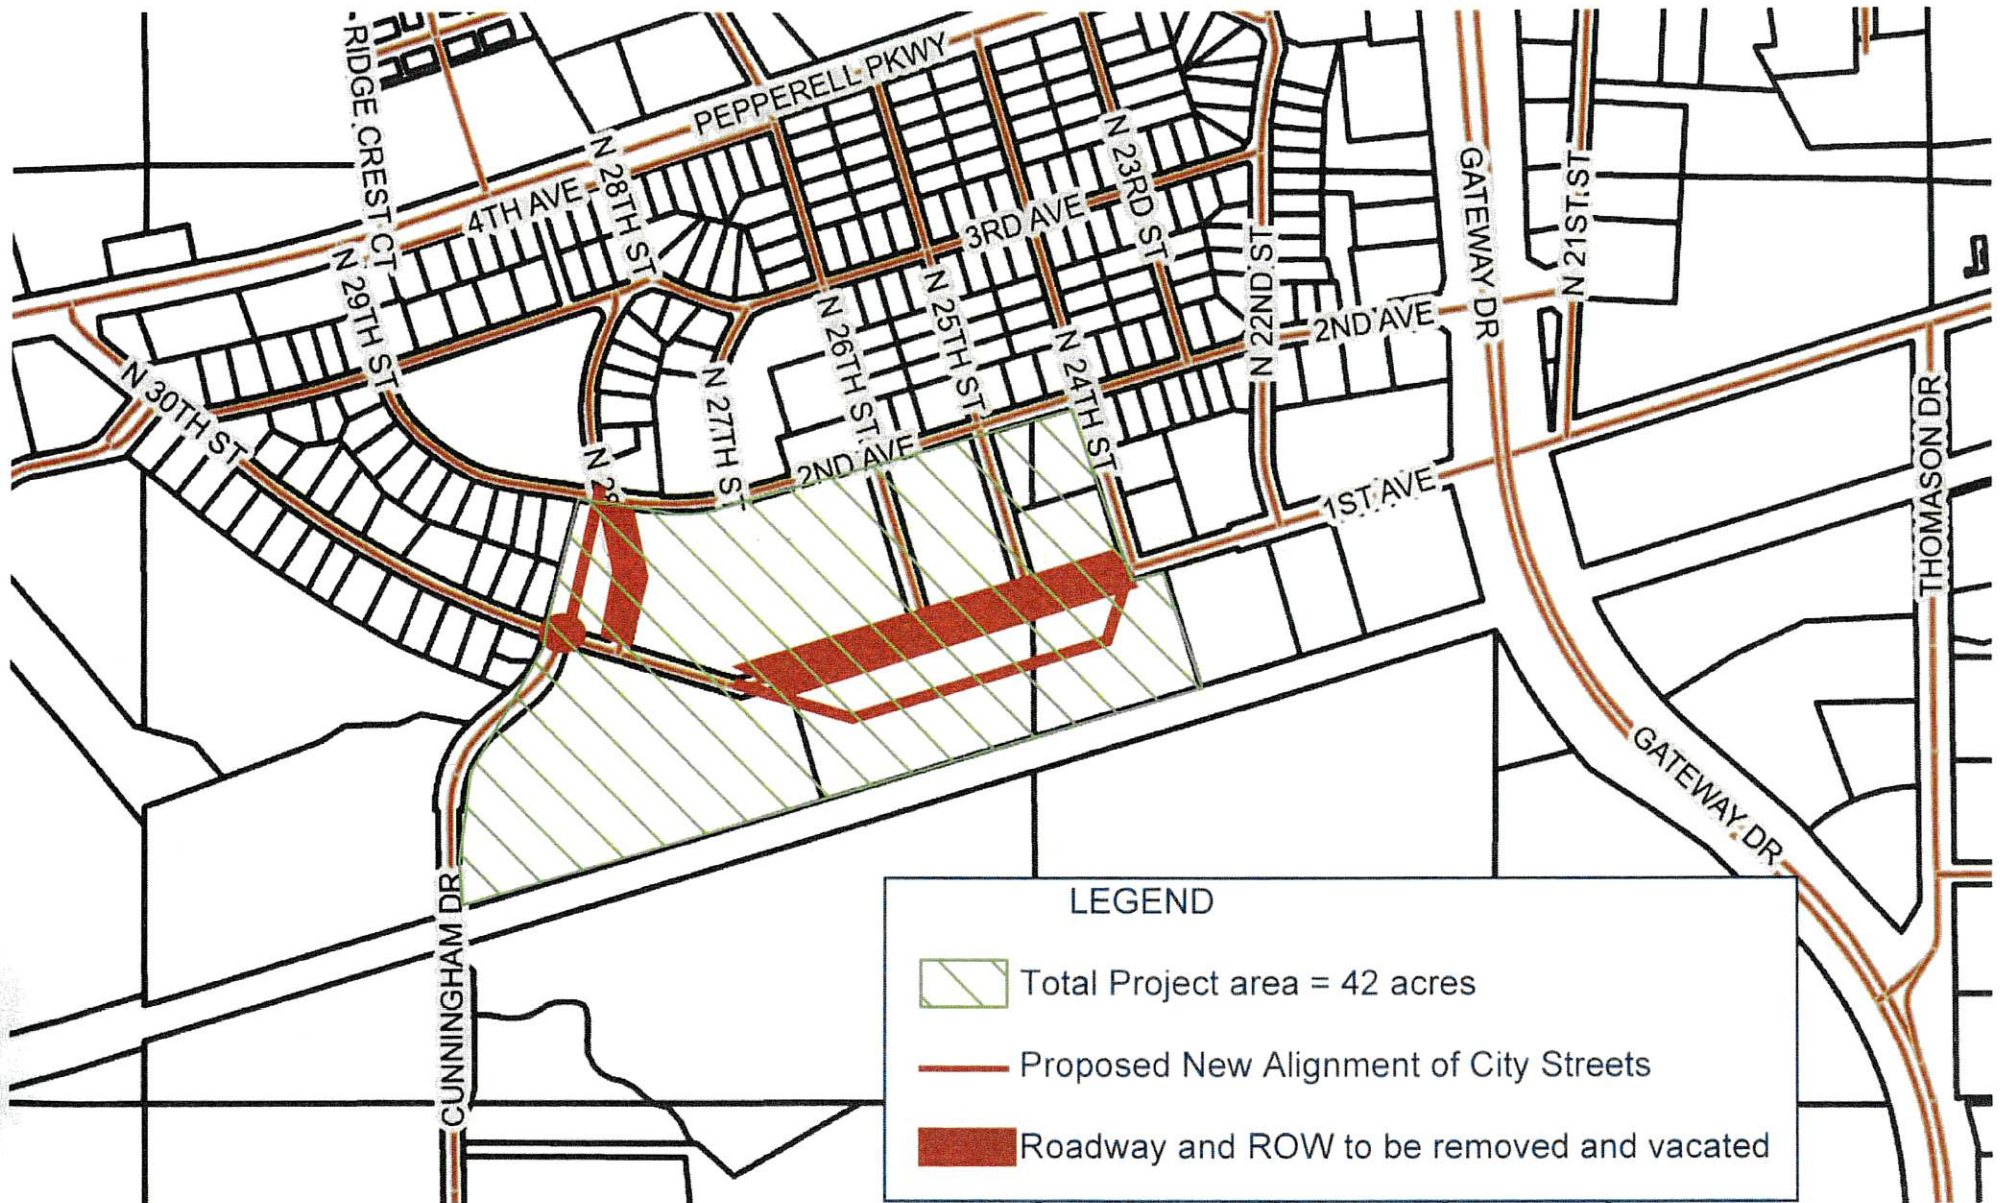 RIDGE CREST CT
PEPPERELL PKWY
N 28TH ST
4TH AVE
N 23RD ST
3RD AVE
GATEWAY DR
N 21ST ST
N 29TH ST
N 22ND ST
2ND AVE
N 26TH ST
N 25TH ST
N 24TH ST
N 30TH ST
N 27TH ST
N 28
2ND AVE
1ST AVE
THOMASON DR
GATEWAY DR
CUNNINGHAM DR
LEGEND
Total Project area = 42 acres
Proposed New Alignment of City Streets
Roadway and ROW to be removed and vacated